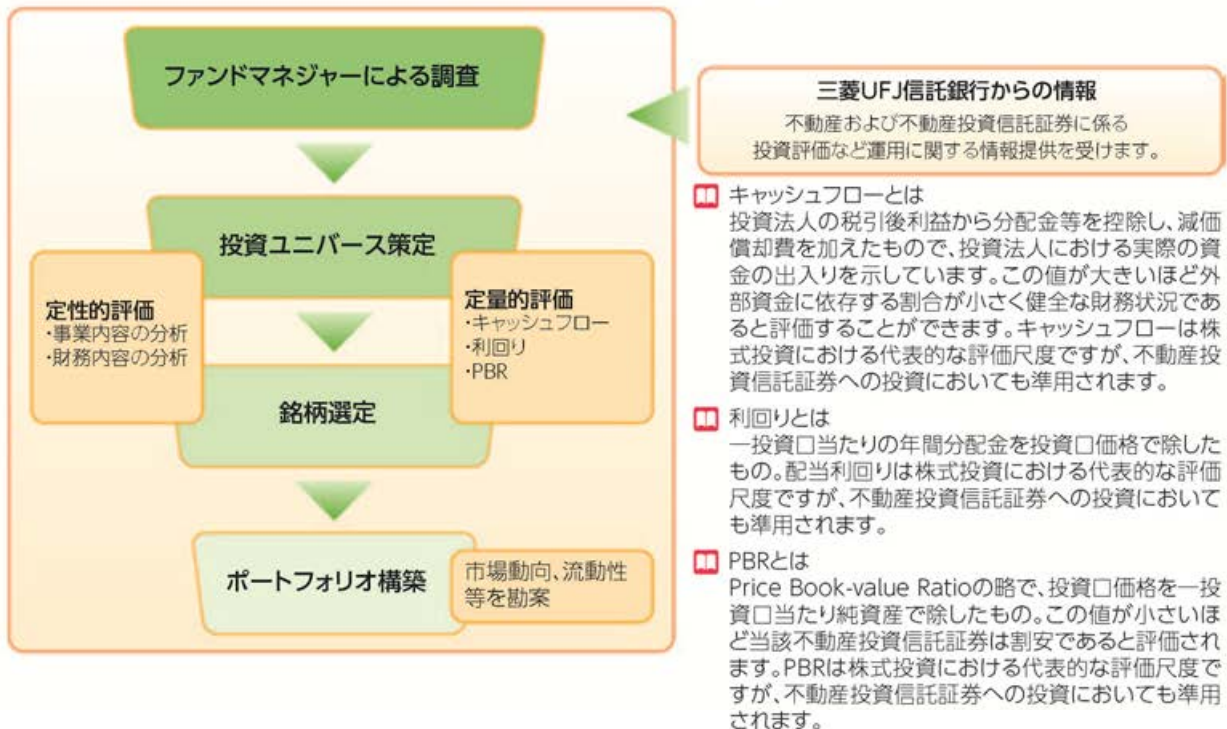 ファンドマネジャーによる調査
投資ユニバース策定
定性的評価
・事業内容の分析
・財務内容の分析
定量的評価
・キャッシュフロー
・利回り
・PBR
銘柄選定
ポートフォリオ構築
市場動向、流動性
等を勘案
三菱UFJ信託銀行からの情報
不動産および不動産投資信託証券に係る
投資評価など運用に関する情報提供を受けます。
キャッシュフローとは
投資法人の税引後利益から分配金等を控除し、減価
償却費を加えたもので、投資法人における実際の資
金の出入りを示しています。この値が大きいほど外
部資金に依存する割合が小さく健全な財務状況であ
ると評価することができます。キャッシュフローは株
式投資における代表的な評価尺度ですが、不動産投
資信託証券への投資においても準用されます。
利回りとは
一投資口当たりの年間分配金を投資口価格で除した
もの。配当利回りは株式投資における代表的な評価
尺度ですが、不動産投資信託証券への投資において
も準用されます。
PBRとは
Price Book-value Ratioの略で、投資口価格を一投
資口当たり純資産で除したもの。この値が小さいほ
ど当該不動産投資信託証券は割安であると評価され
ます。PBRは株式投資における代表的な評価尺度で
すが、不動産投資信託証券への投資においても準用
されます。